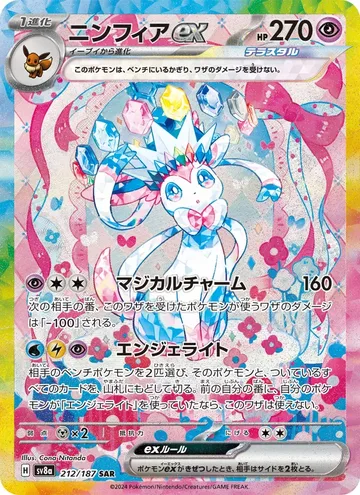 1進化 ニンフィアex HP270
イーブイから進化 テラスタル
このポケモンは、ベンチにいるかぎり、ワザのダメージを受けない。
マジカルチャーム 160
次の相手の番、このワザを受けたポケモンが使うワザのダメージ
は「-100」される。
エンジェライト
相手のベンチポケモンを2匹選び、そのポケモンと、ついているす
べてのカードを、山札にもどして切る。前の自分の番に、自分のポケ
モンが「エンジェライト」を使っていたなら、このワザは使えない。
弱点 ×2 抵抗力 にげる
Illus. Cona Nitanda
H sv8a 212/187 SAR
exルール
ポケモンexがきぜつしたとき、相手はサイドを2枚とる。
©2024 Pokémon/Nintendo/Creatures/GAME FREAK.